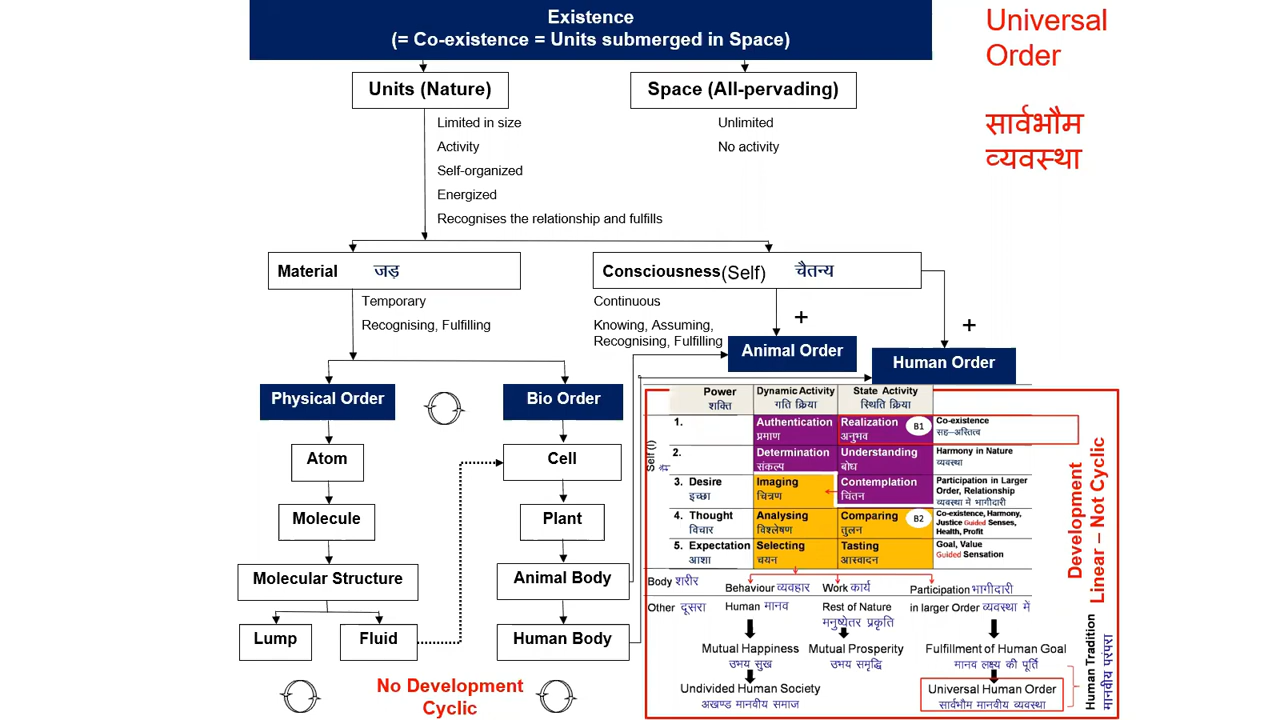 Existence
(= Co-existence = Units submerged in Space)
Universal
Order
सार्वभौम
व्यवस्था
Units (Nature)
Space (All-pervading)
Limited in size
Activity
Self-organized
Energized
Recognises the relationship and fulfills
Unlimited
No activity
Material जड़
Consciousness(Self) चैतन्य
Temporary
Recognising, Fulfilling
Continuous
Knowing, Assuming,
Recognising, Fulfilling
+
+
Animal Order
Human Order
Physical Order
Bio Order
Atom
Cell
Molecule
Plant
Molecular Structure
Animal Body
Lump
Fluid
Human Body
No Development
Cyclic
Power
शक्ति
Dynamic Activity
गति क्रिया
State Activity
स्थिति क्रिया
Self (I)
मैं
1.
Authentication
प्रमाण
Realization
अनुभव
B1
Co-existence
सह–अस्तित्व
2.
Determination
संकल्प
Understanding
बोध
Harmony in Nature
व्यवस्था
3. Desire
इच्छा
Imaging
चित्रण
Contemplation
चिंतन
Participation in Larger
Order, Relationship
व्यवस्था में भागीदारी
4. Thought
विचार
Analysing
विश्लेषण
Comparing
तुलन
B2
Co-existence, Harmony,
Justice Guided Senses,
Health, Profit
5. Expectation
आशा
Selecting
चयन
Tasting
आस्वादन
Goal, Value
Guided Sensation
Body शरीर
Behaviour व्यवहार
Work कार्य
Participation भागीदारी
Other दूसरा
Human मानव
Rest of Nature
मनुष्येतर प्रकृति
in larger Order व्यवस्था में
Mutual Happiness
उभय सुख
Mutual Prosperity
उभय समृद्धि
Fulfillment of Human Goal
मानव लक्ष्य की पूर्ति
Undivided Human Society
अखण्ड मानवीय समाज
Universal Human Order
सार्वभौम मानवीय व्यवस्था
Development
Linear – Not Cyclic
Human Tradition
मानवीय परंपरा